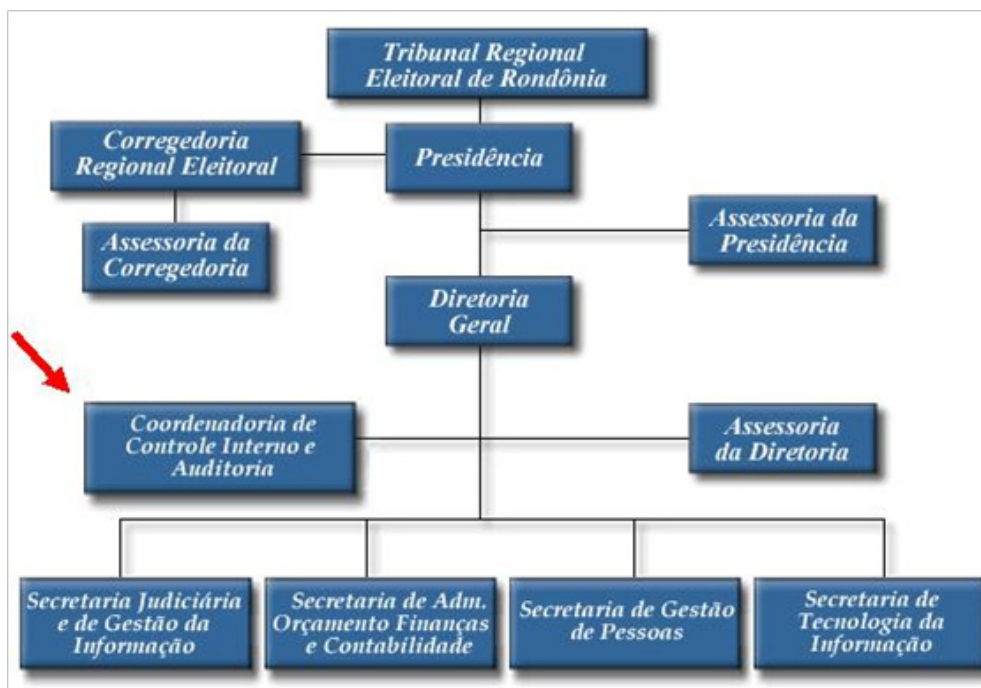 Tribunal Regional
Eleitoral de Rondônia
Corregedoria
Regional Eleitoral
Presidência
Assessoria da
Corregedoria
Assessoria da
Presidência
Diretoria
Geral
Coordenadoria de
Controle Interno e
Auditoria
Assessoria
da Diretoria
Secretaria Judiciária
e de Gestão da
Informação
Secretaria de Adm.
Orçamento Finanças
e Contabilidade
Secretaria de Gestão
de Pessoas
Secretaria de
Tecnologia da
Informação